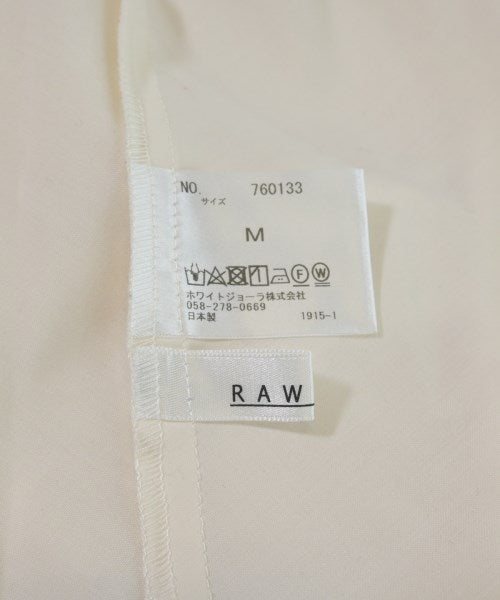 NO. 760133
サイズ
M
F W
ホワイトジョーラ株式会社
058-278-0669
日本製 1915-1
RAW